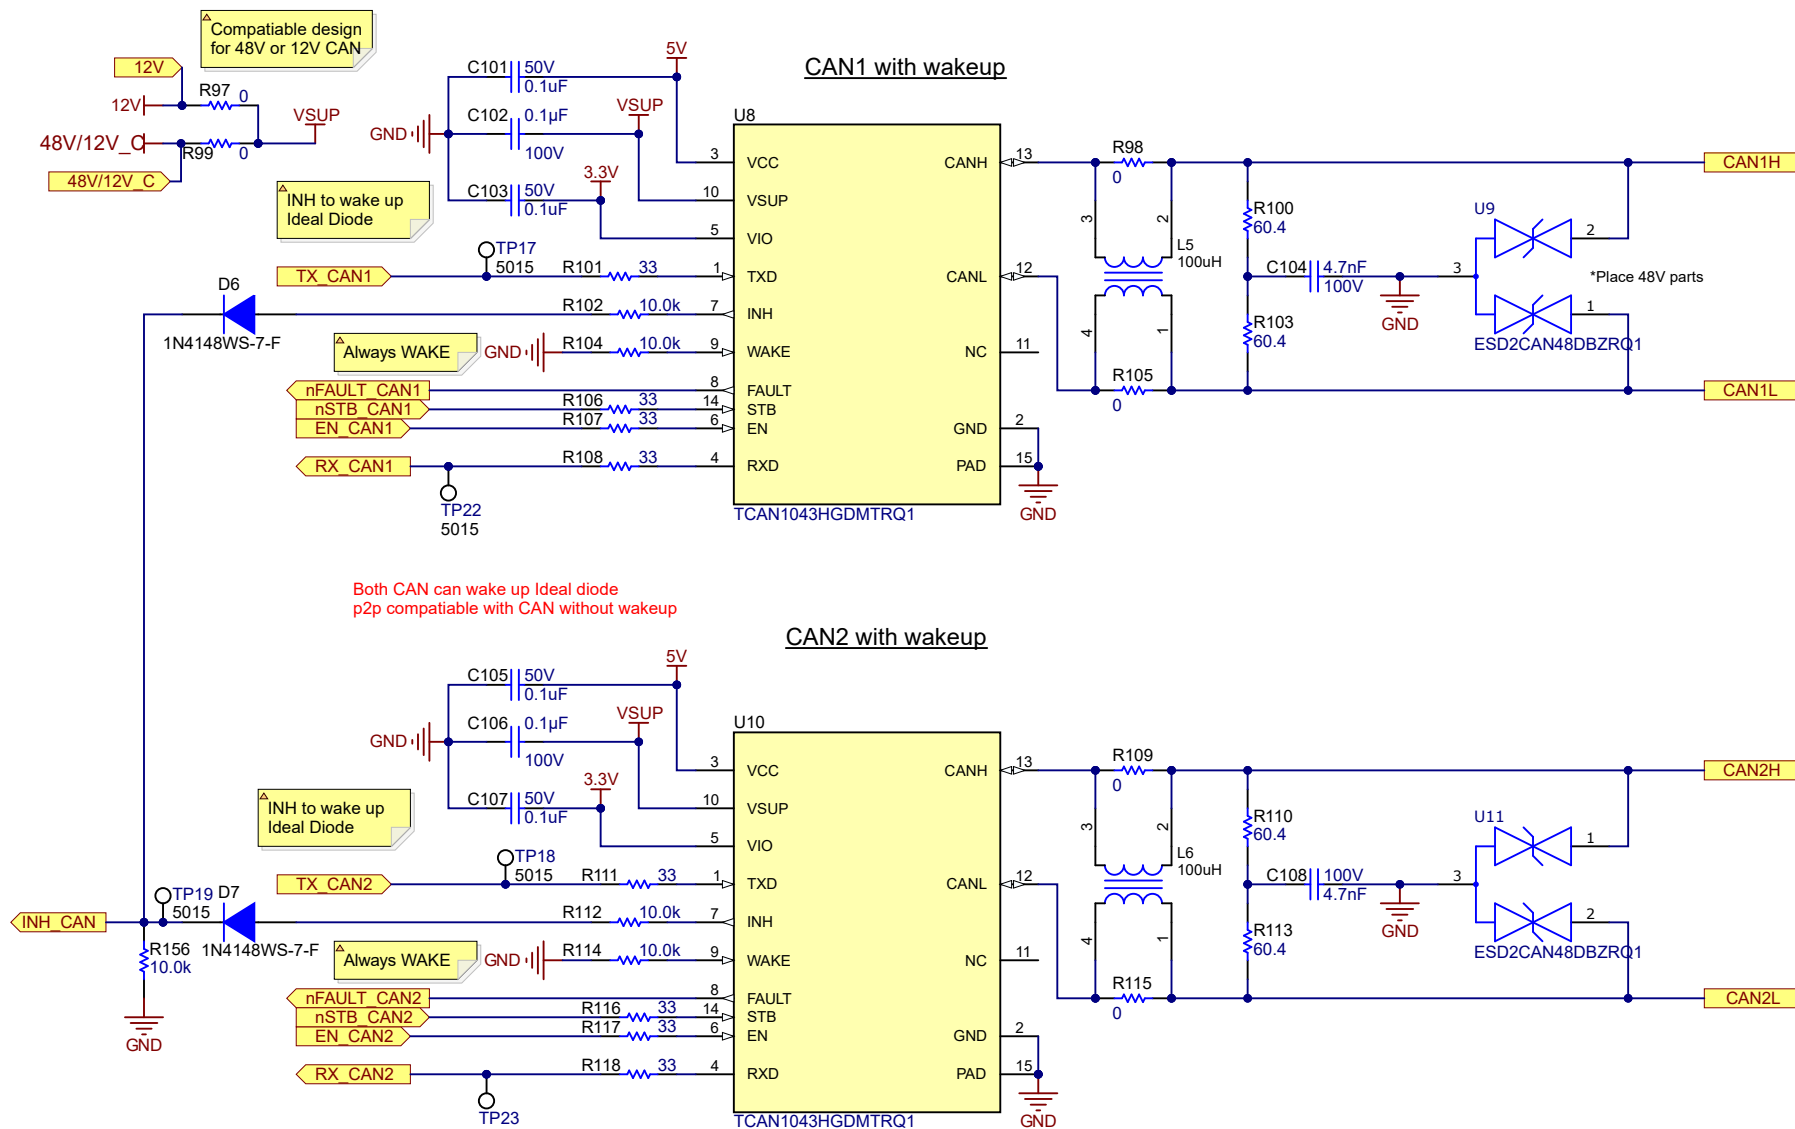 Compatiable design
for 48V or 12V CAN
12V
12V
R97
0
48V/12V_C
R99
0
VSUP
48V/12V_C
INH to wake up
Ideal Diode
CAN1 with wakeup
5V
C101
50V
0.1uF
C102
0.1µF
100V
VSUP
GND
C103
50V
0.1uF
3.3V
U8
3
VCC
10
VSUP
5
VIO
TX_CAN1
TP17
5015
R101
33
1
TXD
D6
1N4148WS-7-F
R102
10.0k
7
INH
Always WAKE
GND
R104
10.0k
9
WAKE
nFAULT_CAN1
8
FAULT
nSTB_CAN1
R106
33
14
STB
EN_CAN1
R107
33
6
EN
RX_CAN1
R108
33
4
RXD
TP22
5015
CANH
13
CANL
12
NC
11
GND
2
PAD
15
GND
TCAN1043HGDMTRQ1
R98
0
3
2
L5
100uH
4
1
R105
0
R100
60.4
C104
4.7nF
100V
R103
60.4
GND
U9
2
3
1
*Place 48V parts
ESD2CAN48DBZRQ1
CAN1H
CAN1L
Both CAN can wake up Ideal diode
p2p compatiable with CAN without wakeup
CAN2 with wakeup
5V
C105
50V
0.1uF
C106
0.1µF
100V
VSUP
GND
C107
50V
0.1uF
3.3V
INH to wake up
Ideal Diode
U10
3
VCC
10
VSUP
5
VIO
TX_CAN2
TP18
5015
R111
33
1
TXD
INH_CAN
TP19
5015
D7
1N4148WS-7-F
R156
10.0k
GND
R112
10.0k
7
INH
Always WAKE
GND
R114
10.0k
9
WAKE
nFAULT_CAN2
8
FAULT
nSTB_CAN2
R116
33
14
STB
EN_CAN2
R117
33
6
EN
RX_CAN2
R118
33
4
RXD
TP23
CANH
13
CANL
12
NC
11
GND
2
PAD
15
GND
TCAN1043HGDMTRQ1
R109
0
3
2
L6
100uH
4
1
R115
0
R110
60.4
C108
100V
4.7nF
R113
60.4
GND
U11
1
3
2
ESD2CAN48DBZRQ1
CAN2H
CAN2L